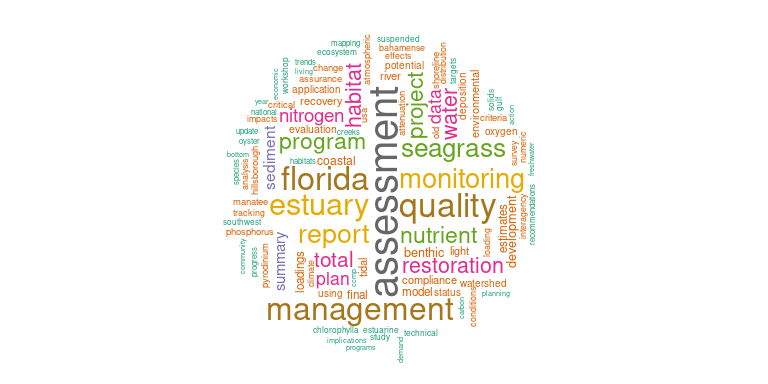 mapping
suspended
ecosystem
bahamense
effects
trends
atmospheric
workshop
living
change
potential
shoreline
distribution
targets
economic
assurance
river
application
habitat
project
data
water
deposition
environmental
solids
gulf
year
critical
recovery
usa
assessment
attenuation
old
action
national
nitrogen
criteria
impacts
update
evaluation
creeks
oxygen
oyster
sediment
program
seagrass
survey
numeric
freshwater
bottom
species
analysis
hillsborough
habitats
coastal
florida
monitoring
manatee
estuary
quality
tracking
southwest
phosphorus
report
nutrient
estimates
development
interagency
recommendations
community
progress
pyrodinium
summary
loadings
climate
total
plan
ccmp
tidal
benthic
light
loading
restoration
compliance
watershed
using
final
model
status
planning
management
carbon
conditions
chlorophylla
estuarine
technical
implications
study
programs
demand